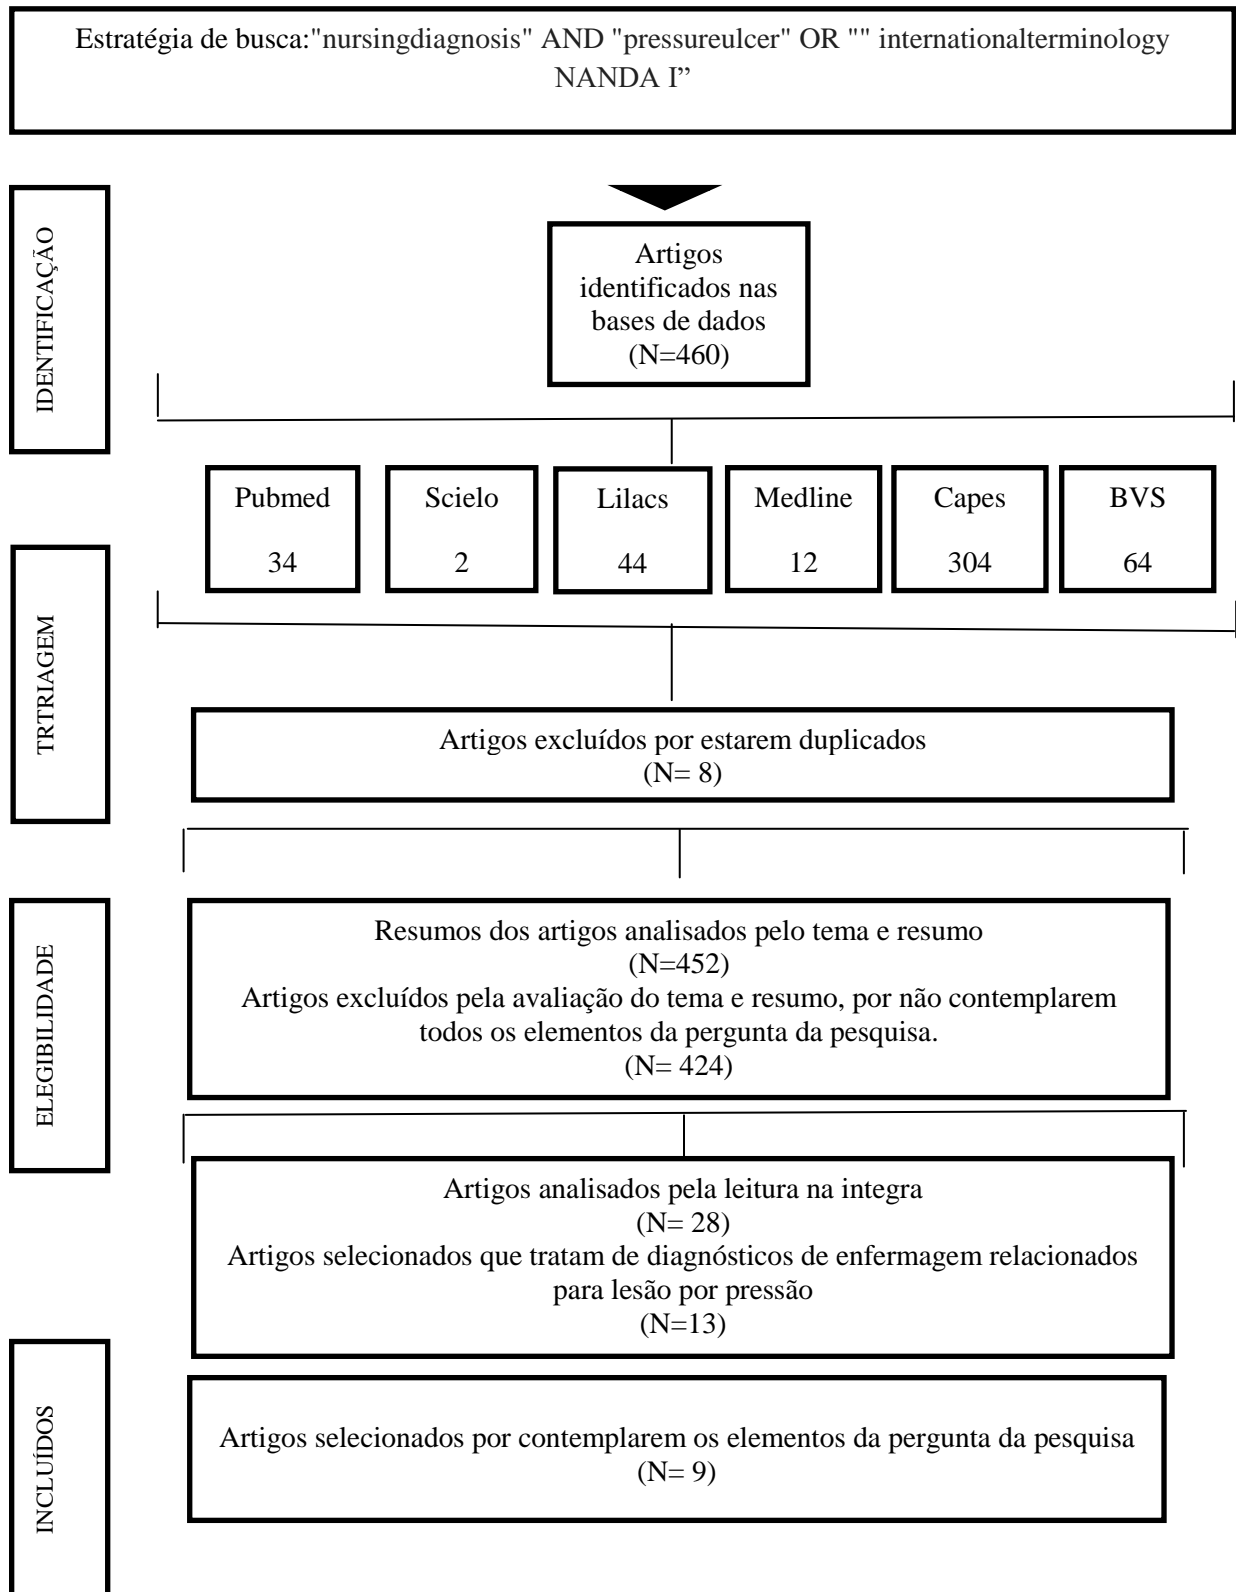 Estratégia de busca:"nursingdiagnosis" AND "pressureulcer" OR "" internationalterminology
NANDA I”
IDENTIFICAÇÃO
Artigos
identificados nas
bases de dados
(N=460)
Pubmed
34
Scielo
2
Lilacs
44
Medline
12
Capes
304
BVS
64
TRTRIAGEM
Artigos excluídos por estarem duplicados
(N= 8)
ELEGIBILIDADE
Resumos dos artigos analisados pelo tema e resumo
(N=452)
Artigos excluídos pela avaliação do tema e resumo, por não contemplarem
todos os elementos da pergunta da pesquisa.
(N= 424)
Artigos analisados pela leitura na integra
(N= 28)
Artigos selecionados que tratam de diagnósticos de enfermagem relacionados
para lesão por pressão
(N=13)
INCLUÍDOS
Artigos selecionados por contemplarem os elementos da pergunta da pesquisa
(N= 9)